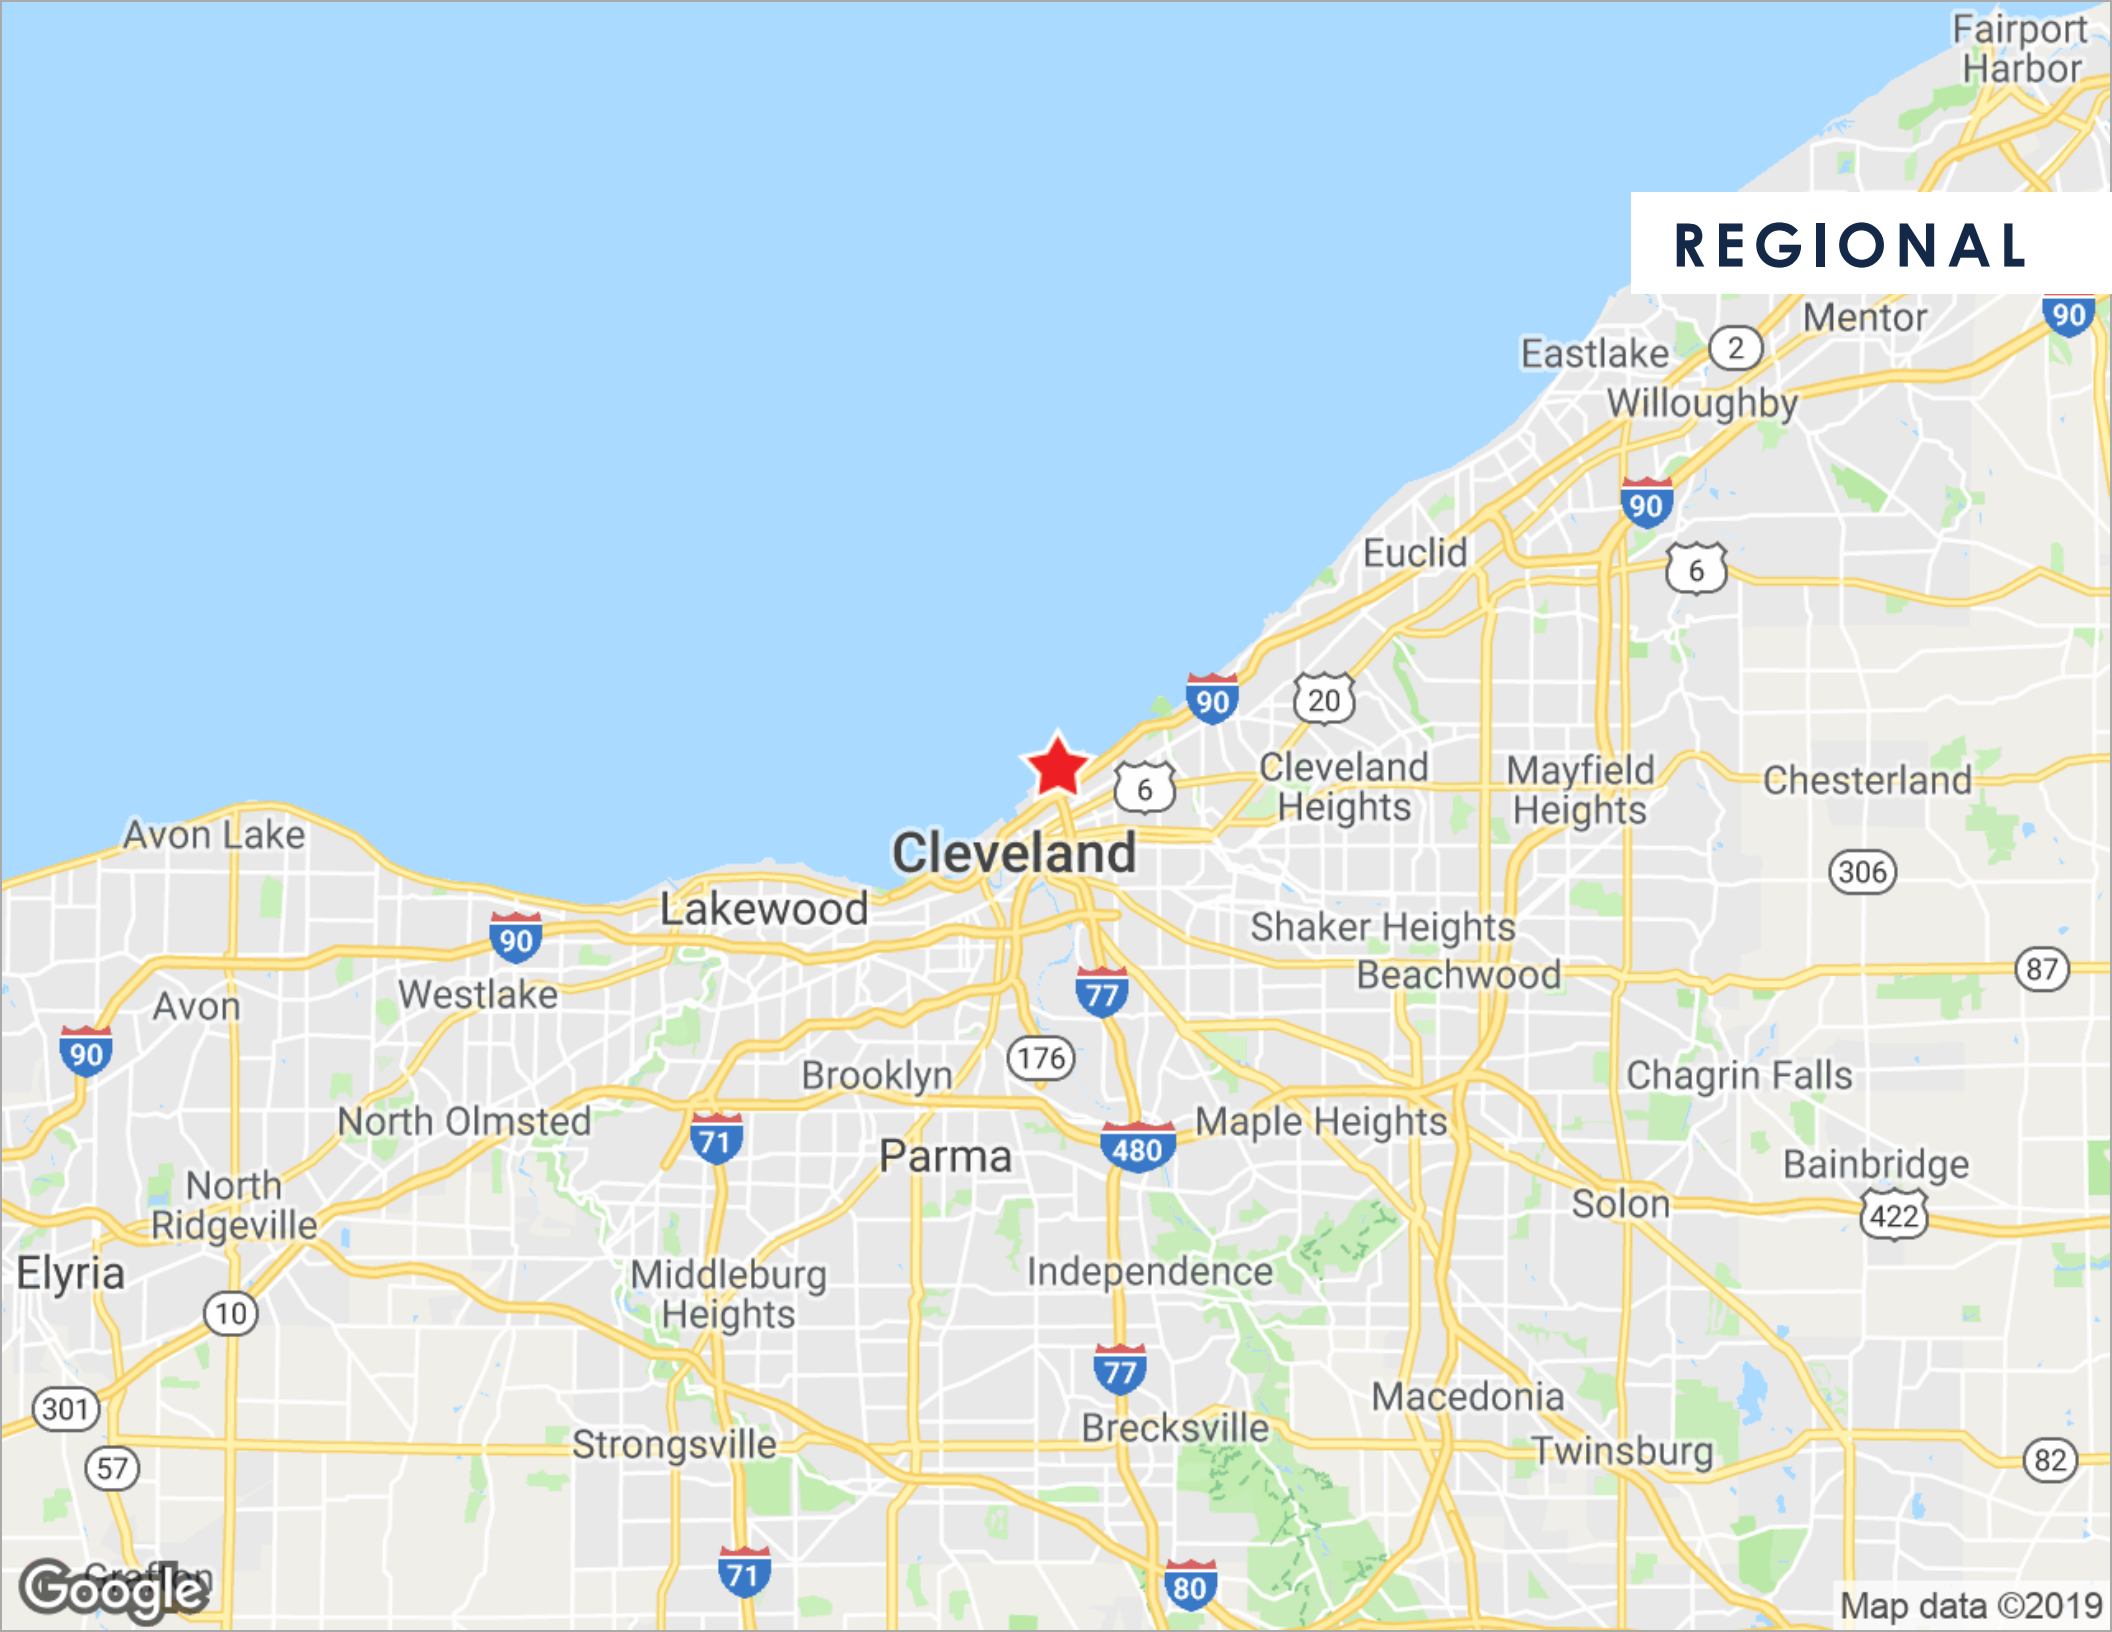 Fairport
Harbor
REGIONAL
Mentor
90
Eastlake
2
Willoughby
90
Euclid
6
90
20
6
Cleveland
Heights
Mayfield
Heights
Chesterland
Avon Lake
Cleveland
306
Lakewood
Shaker Heights
90
Beachwood
87
Westlake
77
Avon
90
176
Brooklyn
Chagrin Falls
North Olmsted
71
480
Maple Heights
Parma
Bainbridge
North
Ridgeville
Solon
422
Elyria
Middleburg
Heights
Independence
10
77
301
Macedonia
Brecksville
Strongsville
Twinsburg
57
82
71
80
Grafton
Google
Map data ©2019